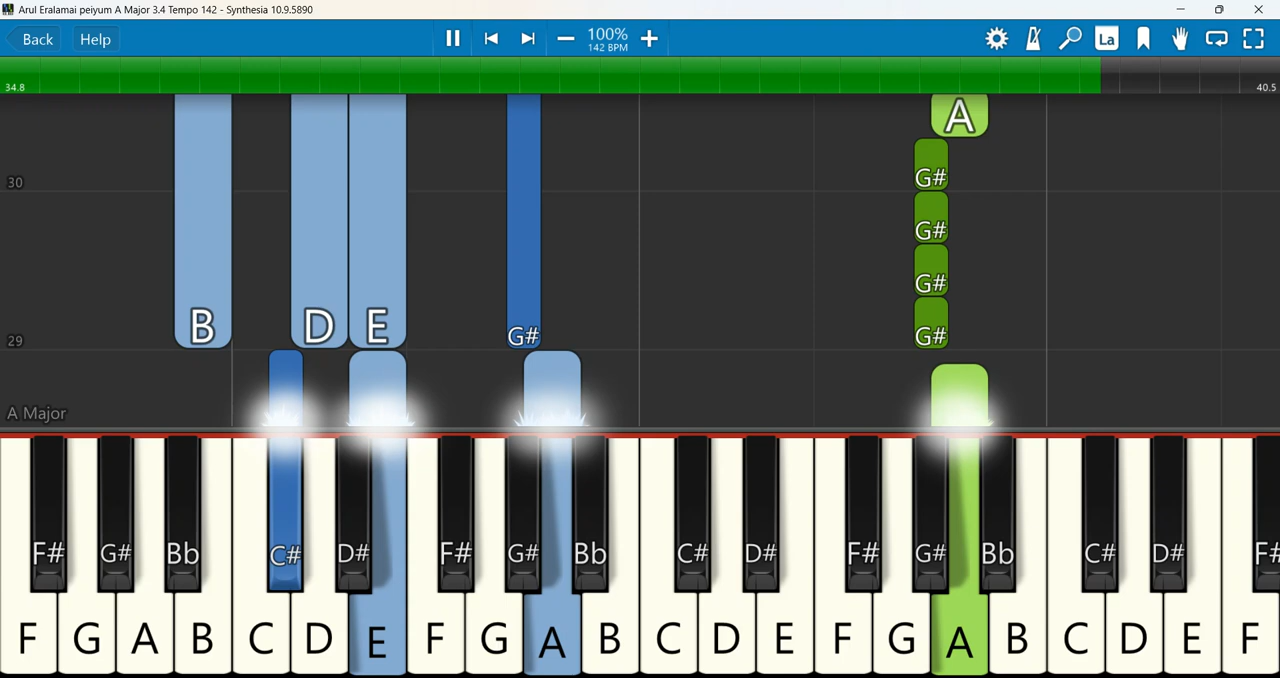 Arul Eralamai peiyum A Major 3.4 Tempo 142 - Synthesia 10.9.5890
Back Help 100% La
142 BPM
34.8 40.5
A
30 G#
G#
G#
B D E G# G#
29
A Major
F# G# Bb C# D# F# G# Bb C# D# F# G# Bb C# D# F#
F G A B C D E F G A B C D E F G A B C D E F